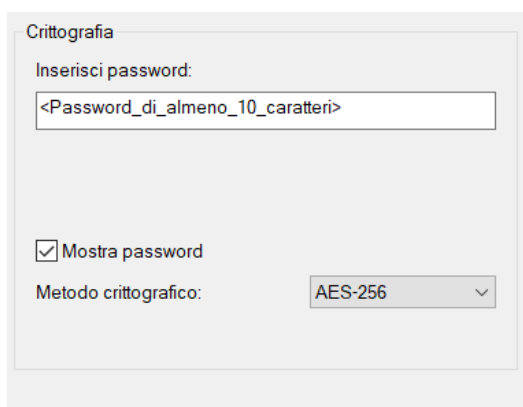 Crittografia
Inserisci password:
<Password_di_almeno_10_caratteri>
Mostra password
Metodo crittografico: AES-256